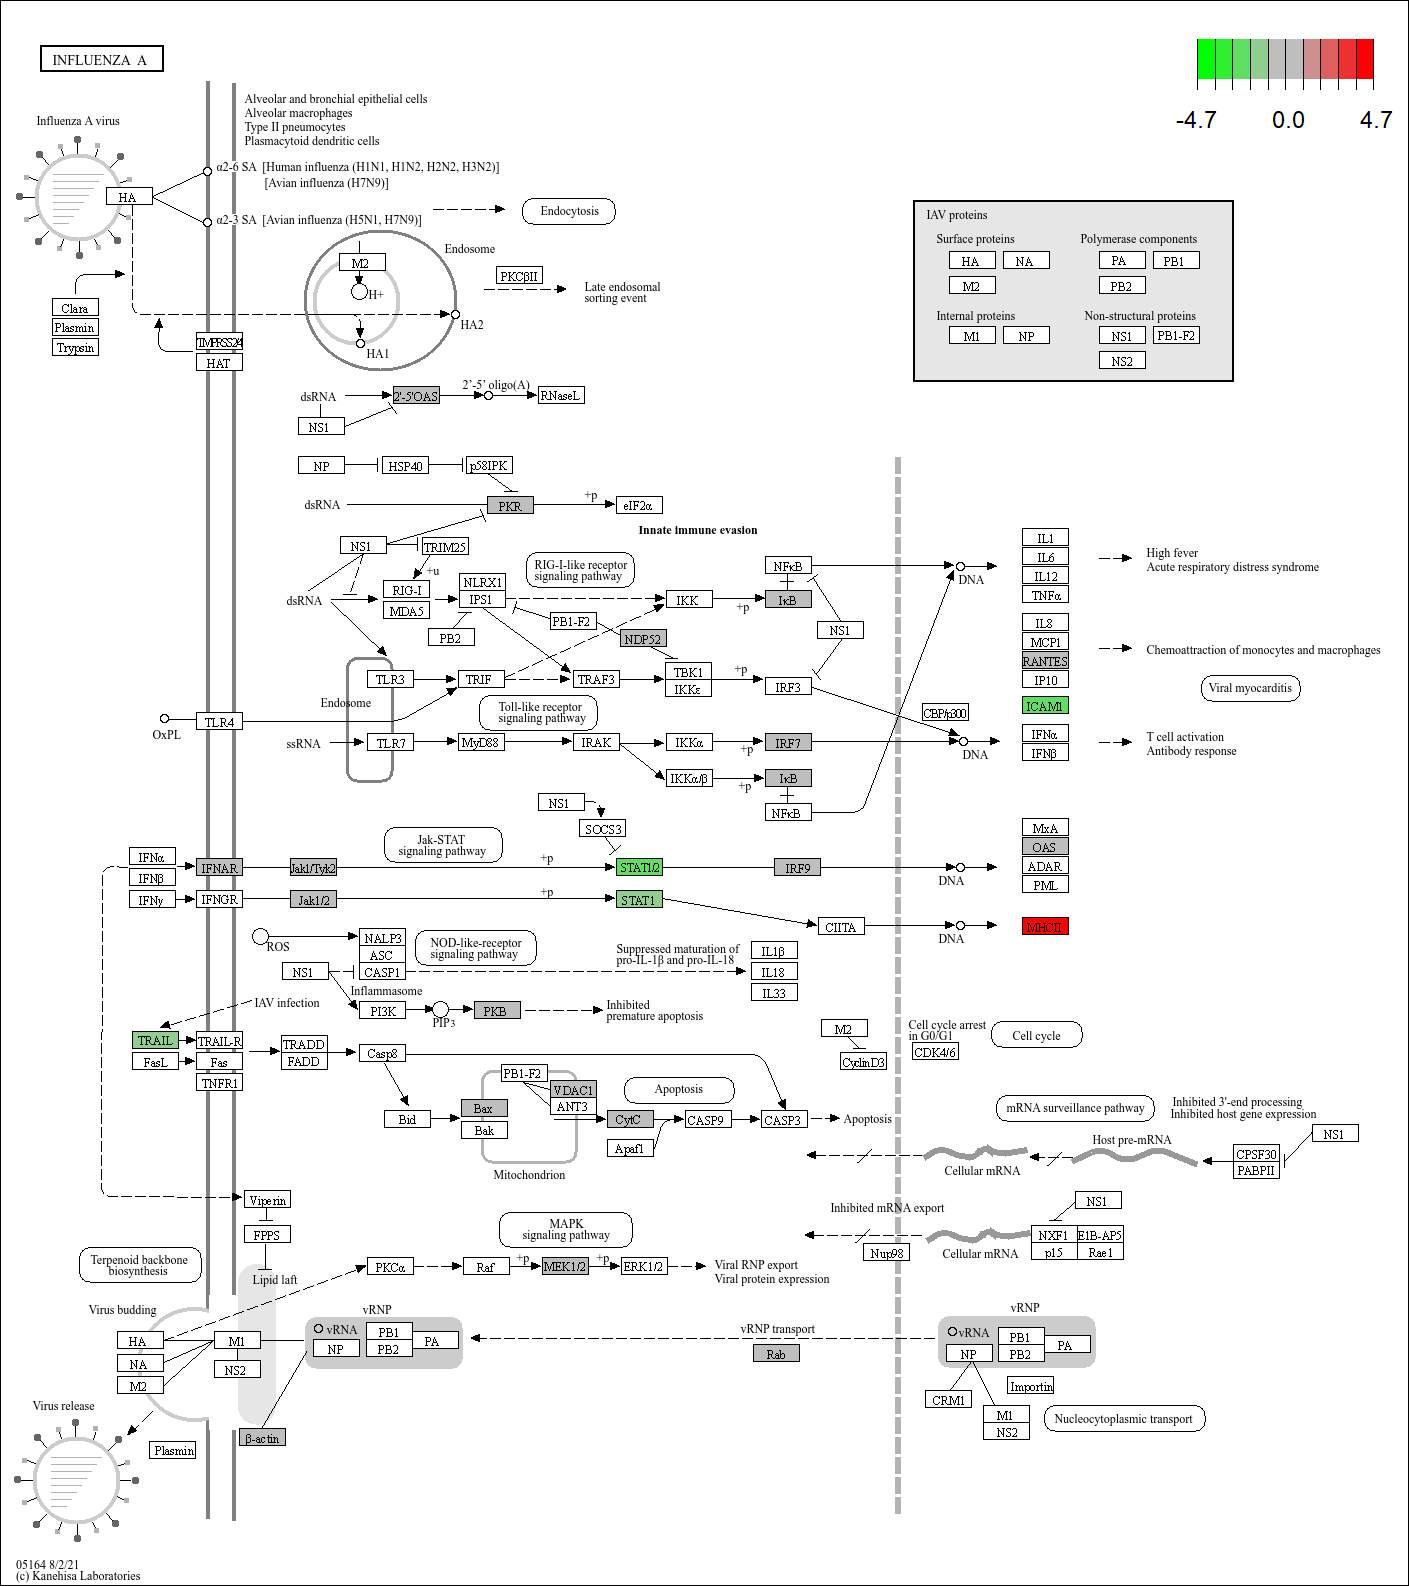 INFLUENZA A
-4.7 0.0 4.7
Alveolar and bronchial epithelial cells
Alveolar macrophages
Type II pneumocytes
Plasmacytoid dendritic cells
Influenza A virus
HA
α2-6 SA [Human influenza (H1N1, H1N2, H2N2, H3N2)]
[Avian influenza (H7N9)]
α2-3 SA [Avian influenza (H5N1, H7N9)]
Endocytosis
Endosome
M2
H+
HA2
HA1
PKCβII
Late endosomal
sorting event
Clara
Plasmin
Trypsin
HAT
IAV proteins
Surface proteins
HA NA
M2
Polymerase components
PA PB1
PB2
Internal proteins
M1 NP
Non-structural proteins
NS1 PB1-F2
NS2
dsRNA
2'-5'OAS
2'-5' oligo(A)
RNaseL
NS1
NP
HSP40
p58IPK
dsRNA
PKR
+p
eIF2α
Innate immune evasion
NS1
TRIM25
+u
RIG-I
MDA5
dsRNA
NLRX1
IPS1
PB2
RIG-I-like receptor
signaling pathway
PB1-F2
NDP52
IKK
+p
NFκB
IκB
NS1
TLR3
TRIF
TRAF3
TBK1
IKKε
+p
IRF3
Endosome
Toll-like receptor
signaling pathway
OxPL
TLR4
ssRNA
TLR7
MyD88
IRAK
IKKα
+p
IRF7
IKKα/β
+p
IκB
NFκB
CBP/p300
DNA
DNA
IL1
IL6
IL12
TNFα
High fever
Acute respiratory distress syndrome
IL8
MCP1
RANTES
IP10
Chemoattraction of monocytes and macrophages
Viral myocarditis
ICAM1
IFNα
IFNβ
T cell activation
Antibody response
NS1
SOCS3
Jak-STAT
signaling pathway
IFNα
IFNβ
IFNAR
Jak1/Tyk2
+p
STAT1/2
IRF9
DNA
MxA
OAS
ADAR
PML
IFNγ
IFNGR
Jak1/2
+p
STAT1
CIITA
DNA
MHCII
ROS
NALP3
ASC
CASP1
NS1
Inflammasome
NOD-like-receptor
signaling pathway
Suppressed maturation of
pro-IL-1β and pro-IL-18
IL1β
IL18
IL33
IAV infection
PI3K
PIP3
PKB
Inhibited
premature apoptosis
TRAIL
TRAIL-R
FasL
Fas
TNFR1
TRADD
FADD
Casp8
Bid
Bax
Bak
PB1-F2
VDAC1
ANT3
Mitochondrion
Apoptosis
CytC
Apaf1
CASP9
CASP3
Apoptosis
M2
CyclinD3
Cell cycle arrest
in G0/G1
CDK4/6
Cell cycle
mRNA surveillance pathway
Inhibited 3'-end processing
Inhibited host gene expression
NS1
CPSF30
PABPII
Host pre-mRNA
Cellular mRNA
Inhibited mRNA export
NS1
NXF1 E1B-AP5
p15 Rae1
Cellular mRNA
Nup98
Viperin
FPPS
Lipid laft
Terpenoid backbone
biosynthesis
MAPK
signaling pathway
PKCα
Raf
+p
MEK1/2
+p
ERK1/2
Viral RNP export
Viral protein expression
Virus budding
HA
NA
M2
M1
NS2
vRNP
vRNA
NP
PB1
PB2
PA
vRNP transport
Rab
vRNP
vRNA
NP
PB1
PB2
PA
CRM1
Importin
M1
NS2
Nucleocytoplasmic transport
β-actin
Virus release
Plasmin
05164 8/2/21
(c) Kanehisa Laboratories